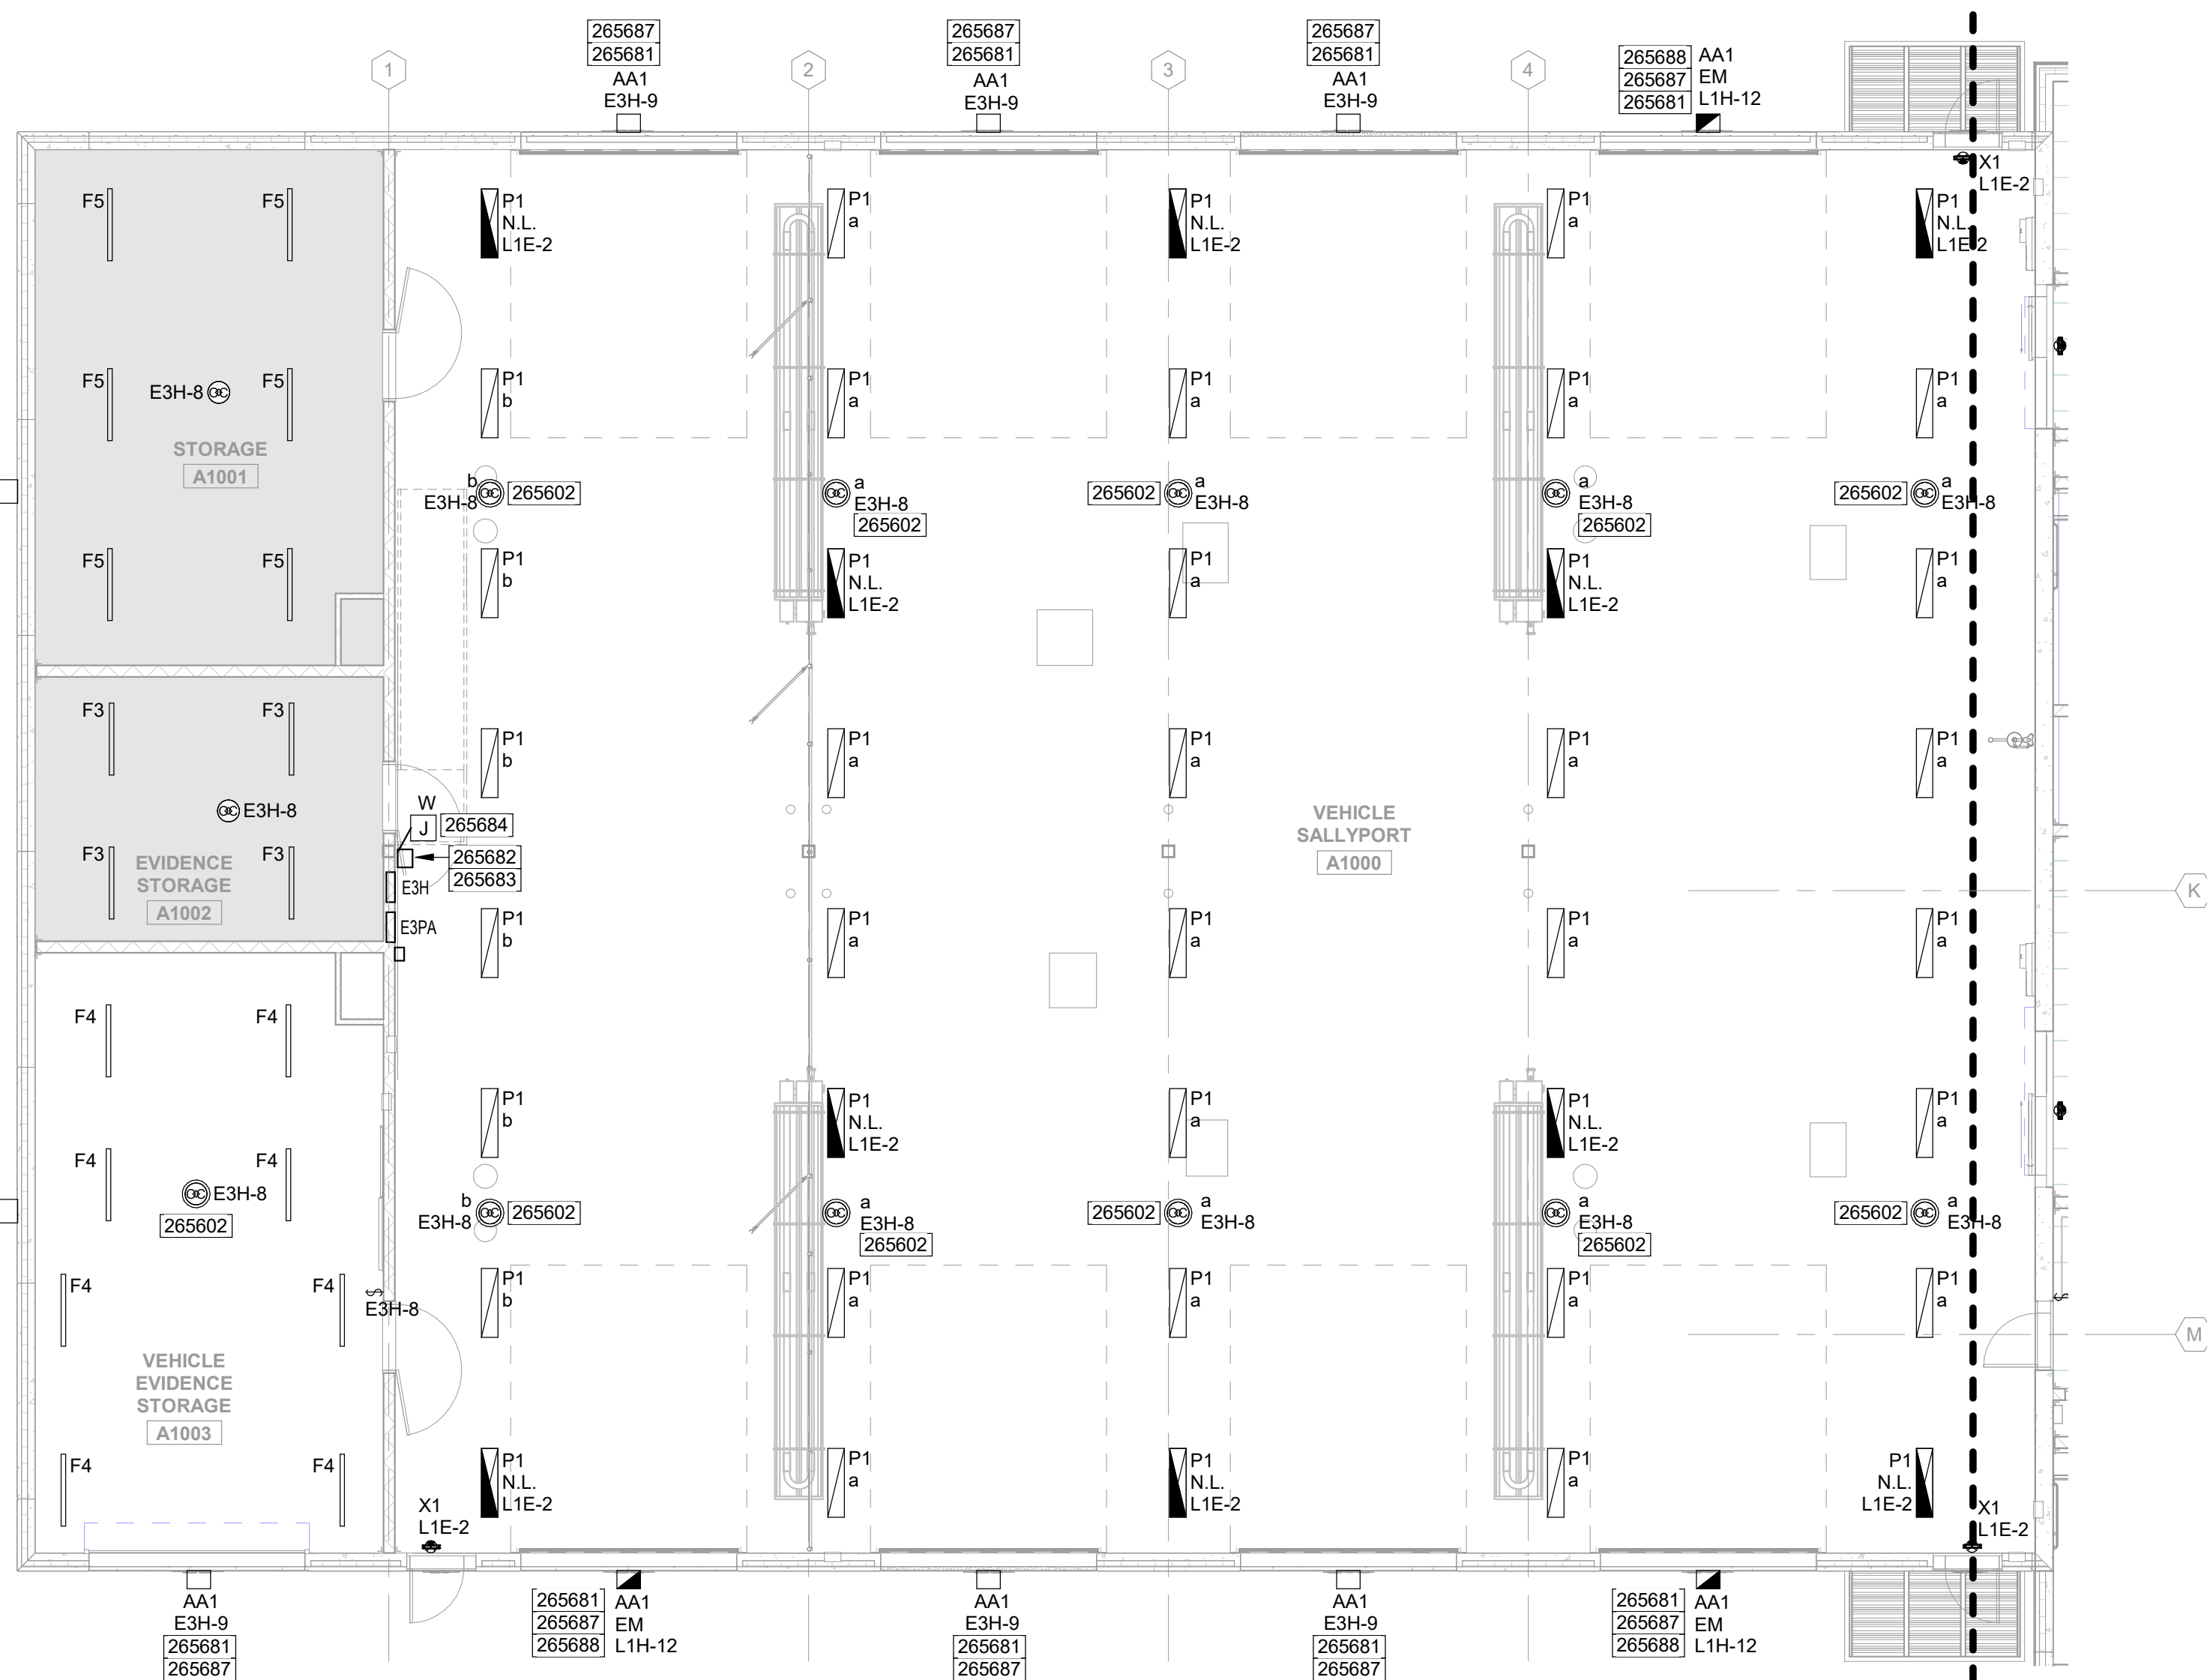 265687
265681
AA1
E3H-9
265687
265681
AA1
E3H-9
265687
265681
AA1
E3H-9
265688
265687
265681
AA1
EM
L1H-12
1
2
3
4
X1
L1E-2
F5
F5
P1
N.L.
L1E-2
P1
a
P1
N.L.
L1E-2
P1
a
P1
N.L.
L1E-2
F5
F5
E3H-8
P1
b
P1
a
P1
a
P1
a
P1
a
STORAGE
A1001
b
E3H-8
265602
a
E3H-8
265602
265602
a
E3H-8
a
E3H-8
265602
265602
a
E3H-8
F5
F5
P1
b
P1
N.L.
L1E-2
P1
a
P1
N.L.
L1E-2
P1
a
F3
F3
P1
b
P1
a
P1
a
P1
a
P1
a
E3H-8
W
J
265684
265682
265683
VEHICLE
SALLYPORT
A1000
F3
F3
EVIDENCE
STORAGE
A1002
E3H
E3PA
K
P1
b
P1
a
P1
a
P1
a
P1
a
F4
F4
P1
b
P1
N.L.
L1E-2
P1
a
P1
N.L.
L1E-2
P1
a
F4
F4
E3H-8
265602
b
E3H-8
265602
a
E3H-8
265602
265602
a
E3H-8
a
E3H-8
265602
265602
a
E3H-8
F4
F4
$
E3H-8
P1
b
P1
a
P1
a
P1
a
P1
a
M
VEHICLE
EVIDENCE
STORAGE
A1003
F4
F4
P1
N.L.
L1E-2
P1
a
P1
N.L.
L1E-2
P1
a
P1
N.L.
L1E-2
X1
L1E-2
X1
L1E-2
AA1
E3H-9
265681
265687
265681
265687
265688
AA1
EM
L1H-12
AA1
E3H-9
265681
265687
AA1
E3H-9
265681
265687
265681
265687
265688
AA1
EM
L1H-12